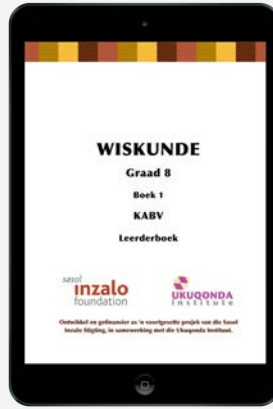 WISKUNDE
Graad 8
Boek 1
KABV
Leerderboek
sasol
inzalo
foundation
UKUQONDA
Institute
Ontwikkel en gefinansier as 'n voortgesette projek van die Sasol
Inzalo Stigting, in samewerking met die Ukuqonda Instituut.